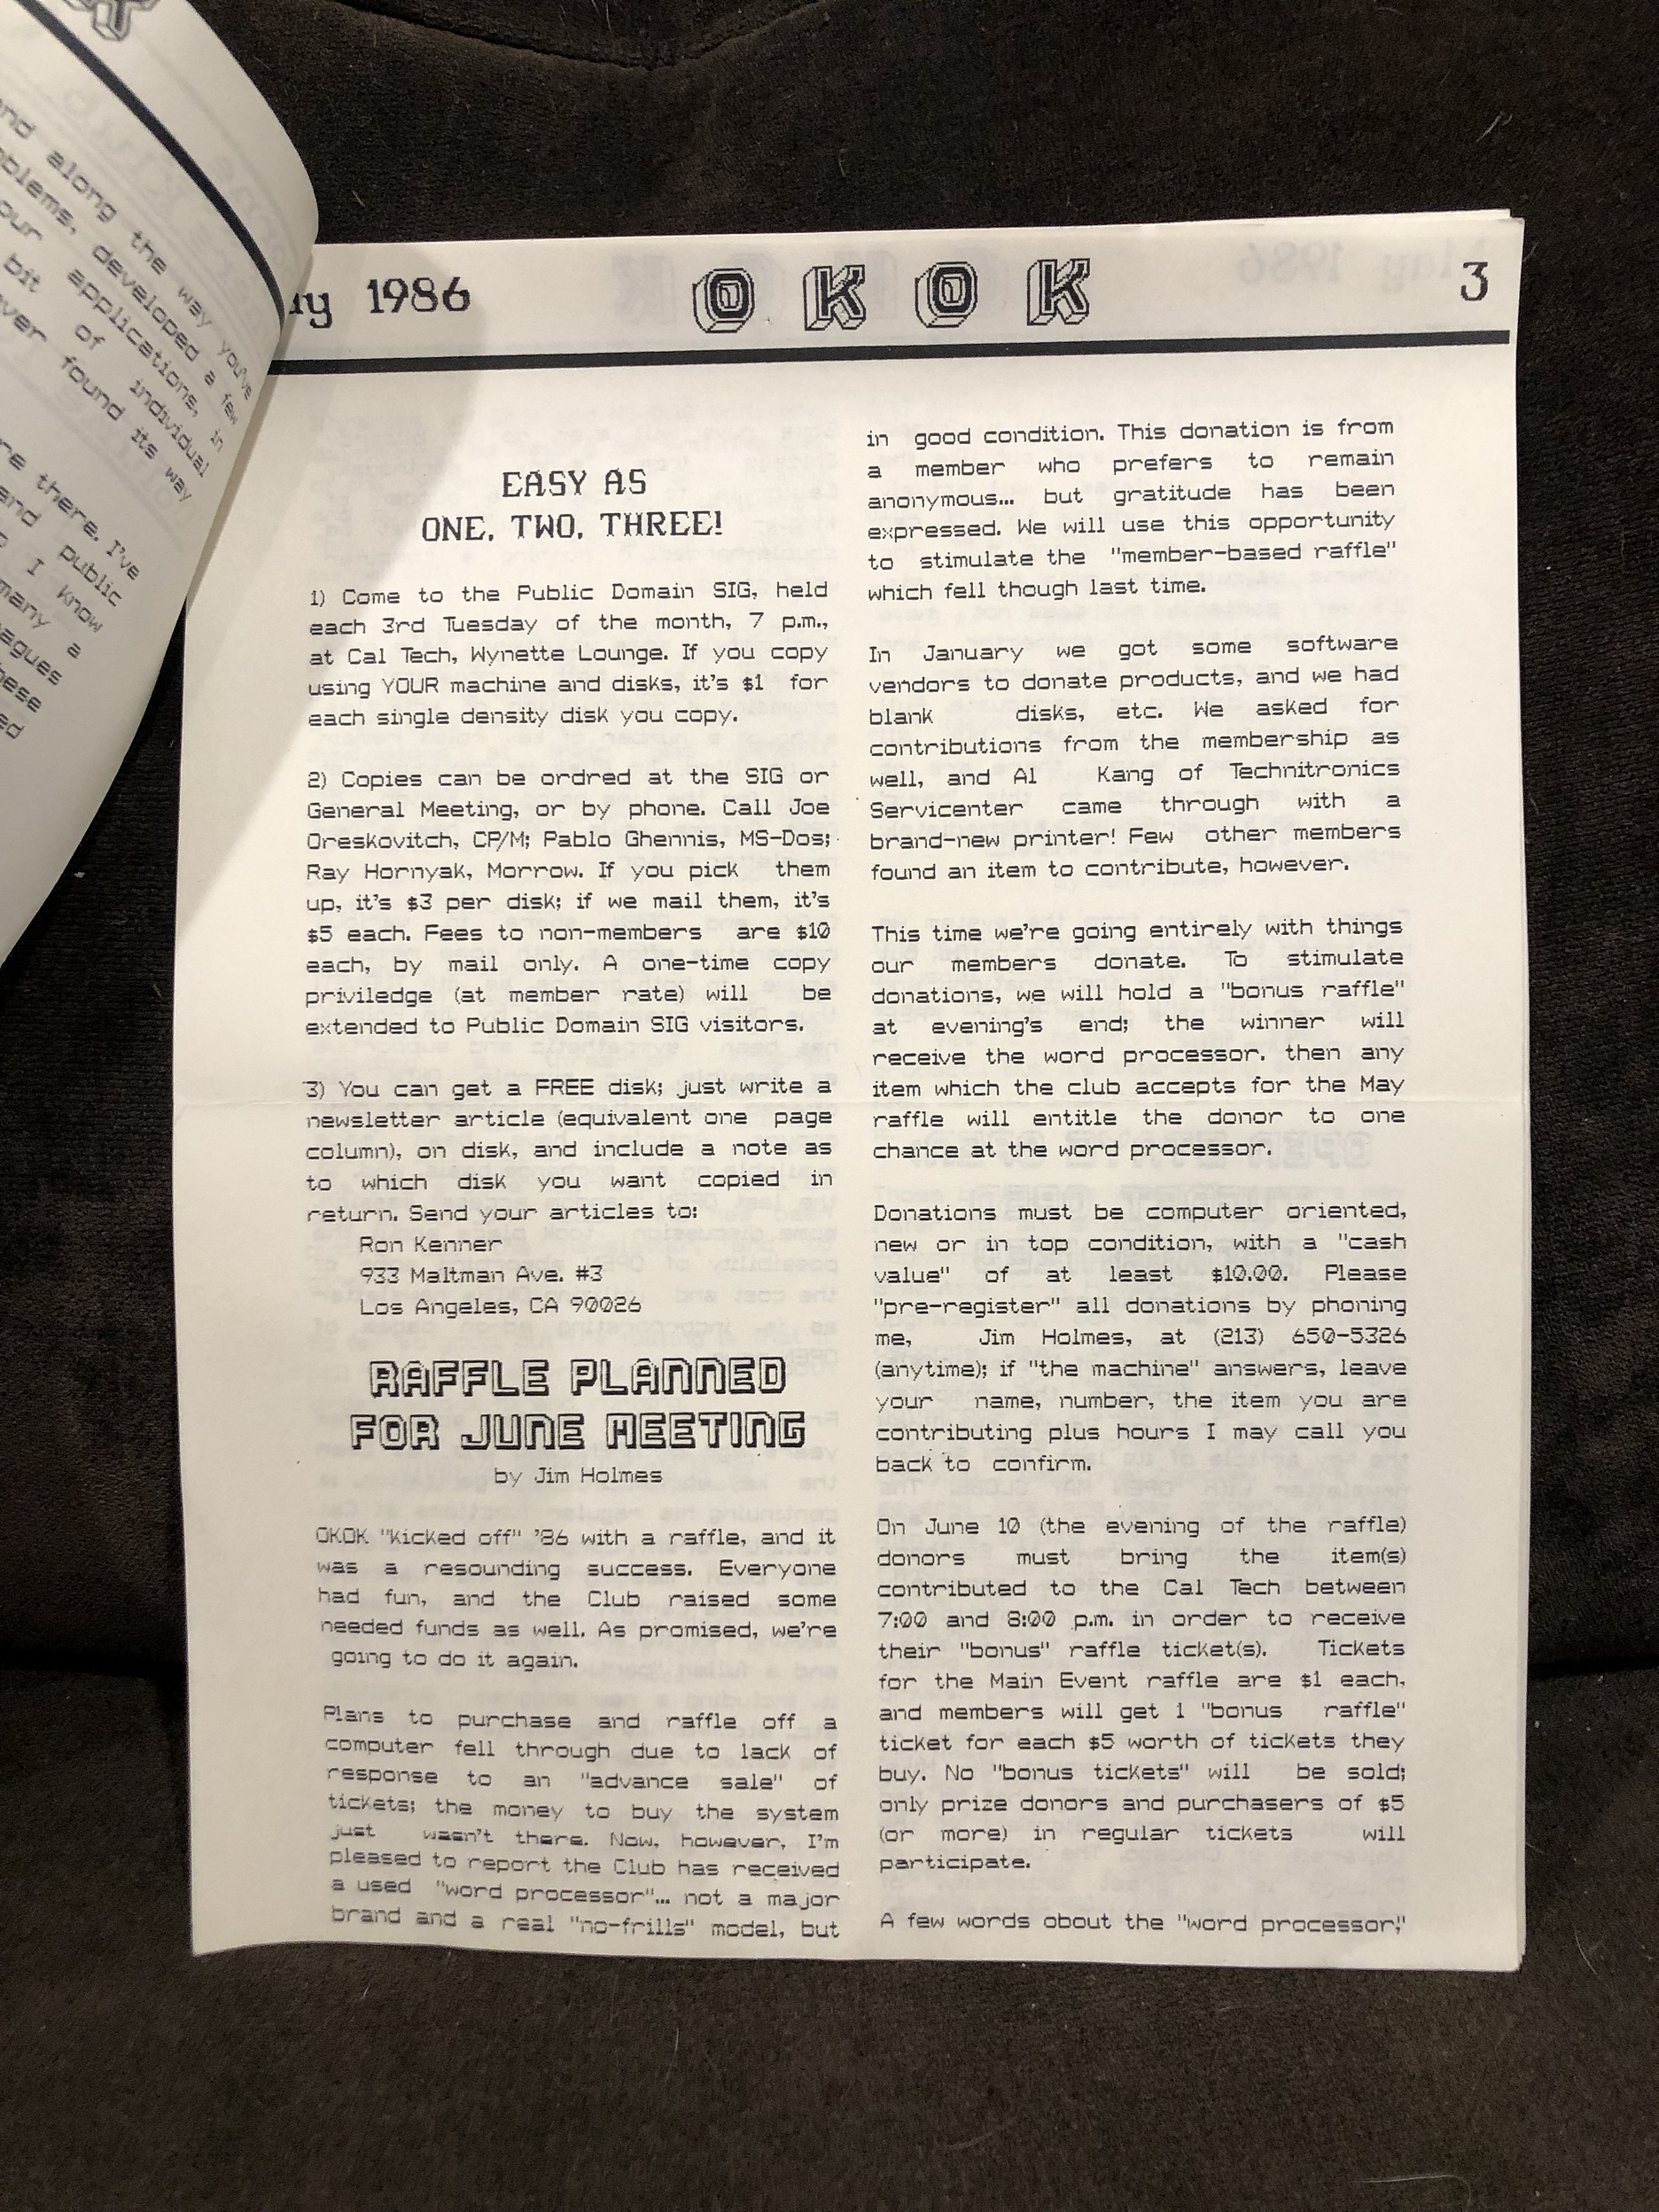 and along the way you've
developed a few
our applications, in
bit of individual
found its way
there. I've
and public
I know
many a
ay 1986 OKOK 3
EASY AS
ONE, TWO, THREE!
1) Come to the Public Domain SIG, held
each 3rd Tuesday of the month, 7 p.m.,
at Cal Tech, Wynette Lounge. If you copy
using YOUR machine and disks, it's $1 for
each single density disk you copy.
2) Copies can be ordred at the SIG or
General Meeting, or by phone. Call Joe
Oreskovitch, CP/M; Pablo Ghennis, MS-Dos;
Ray Hornyak, Morrow. If you pick them
up, it's $3 per disk; if we mail them, it's
$5 each. Fees to non-members are $10
each, by mail only. A one-time copy
priviledge (at member rate) will be
extended to Public Domain SIG visitors.
3) You can get a FREE disk; just write a
newsletter article (equivalent one page
column), on disk, and include a note as
to which disk you want copied in
return. Send your articles to:
Ron Kenner
933 Maltman Ave. #3
Los Angeles, CA 90026
RAFFLE PLANNED
FOR JUNE MEETING
by Jim Holmes
OKOK "kicked off" '86 with a raffle, and it
was a resounding success. Everyone
had fun, and the Club raised some
needed funds as well. As promised, we're
going to do it again.
Plans to purchase and raffle off a
computer fell through due to lack of
response to an "advance sale" of
tickets; the money to buy the system
just wasn't there. Now, however, I'm
pleased to report the Club has received
a used "word processor"... not a major
brand and a real "no-frills" model, but
in good condition. This donation is from
a member who prefers to remain
anonymous... but gratitude has been
expressed. We will use this opportunity
to stimulate the "member-based raffle"
which fell though last time.
In January we got some software
vendors to donate products, and we had
blank disks, etc. We asked for
contributions from the membership as
well, and Al Kang of Technitronics
Servicenter came through with a
brand-new printer! Few other members
found an item to contribute, however.
This time we're going entirely with things
our members donate. To stimulate
donations, we will hold a "bonus raffle"
at evening's end; the winner will
receive the word processor. then any
item which the club accepts for the May
raffle will entitle the donor to one
chance at the word processor.
Donations must be computer oriented,
new or in top condition, with a "cash
value" of at least $10.00. Please
"pre-register" all donations by phoning
me, Jim Holmes, at (213) 650-5326
(anytime); if "the machine" answers, leave
your name, number, the item you are
contributing plus hours I may call you
back to confirm.
On June 10 (the evening of the raffle)
donors must bring the item(s)
contributed to the Cal Tech between
7:00 and 8:00 p.m. in order to receive
their "bonus" raffle ticket(s). Tickets
for the Main Event raffle are $1 each,
and members will get 1 "bonus raffle"
ticket for each $5 worth of tickets they
buy. No "bonus tickets" will be sold;
only prize donors and purchasers of $5
(or more) in regular tickets will
participate.
A few words obout the "word processor;"